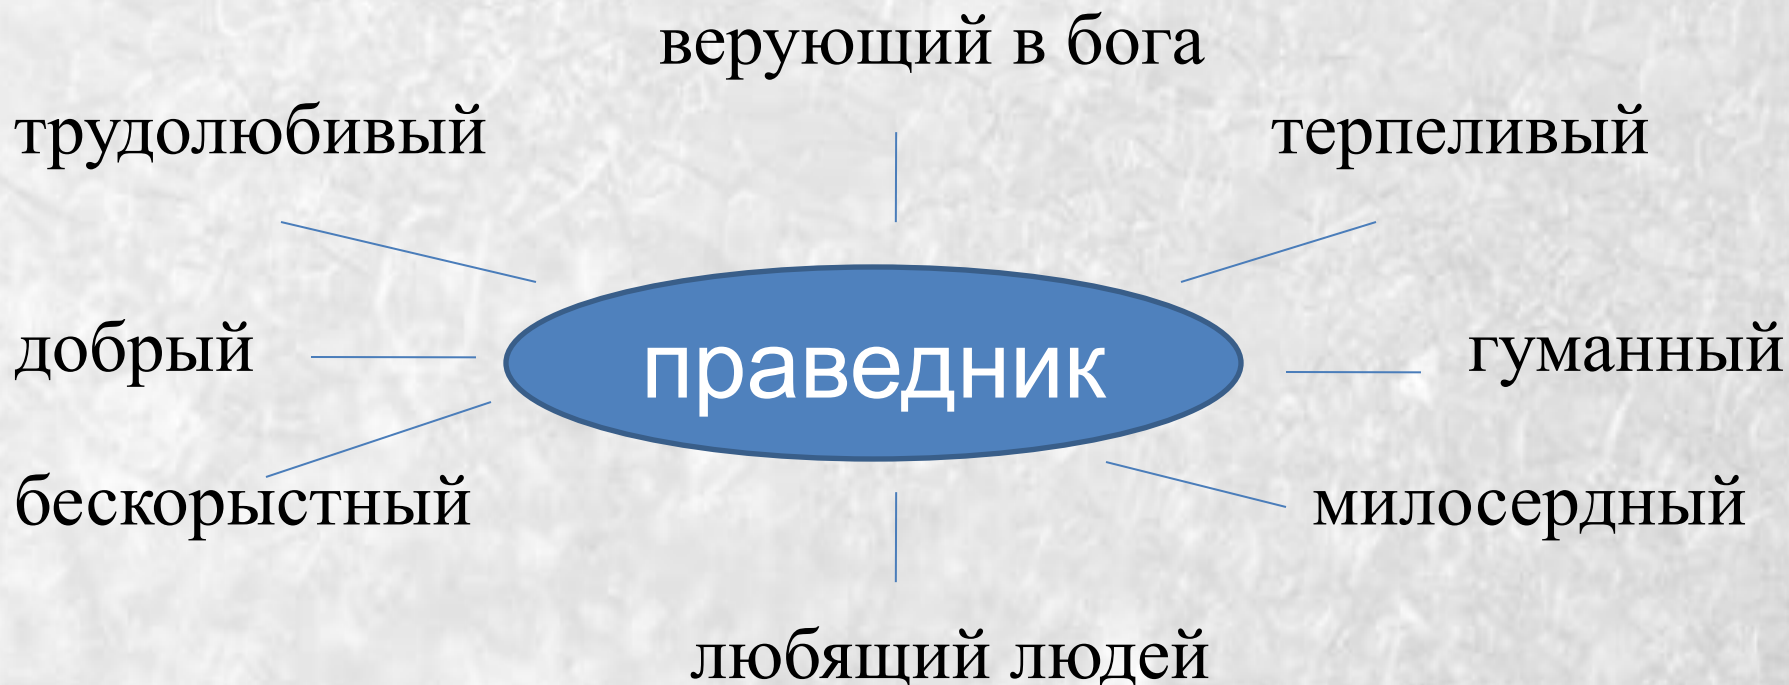 верующий в бога
трудолюбивый
терпеливый
добрый
праведник
гуманный
бескорыстный
милосердный
любящий людей